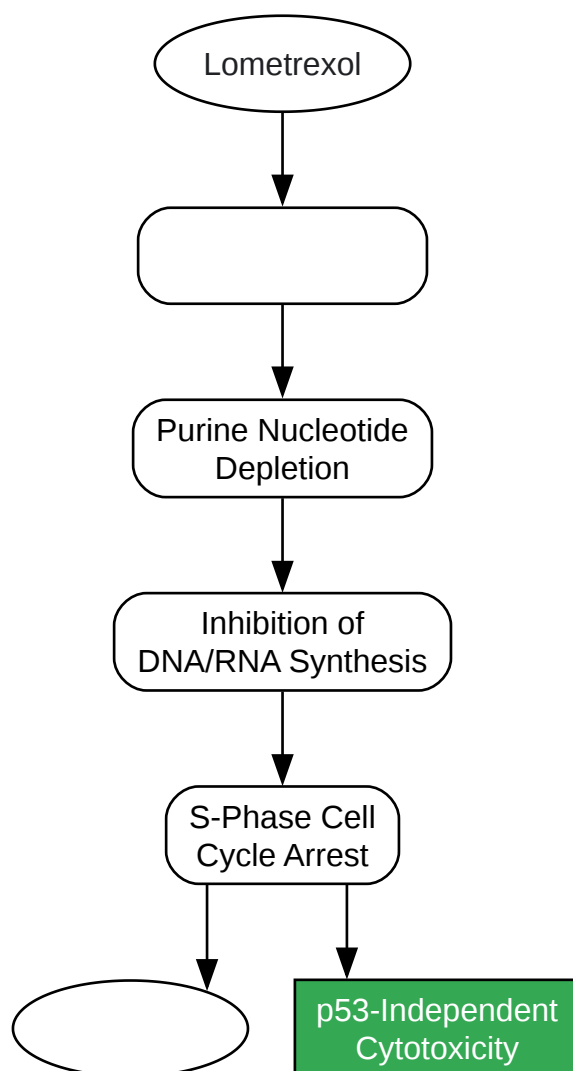 Lometrexol
Purine Nucleotide
Depletion
Inhibition of
DNA/RNA Synthesis
S-Phase Cell
Cycle Arrest
p53-Independent
Cytotoxicity